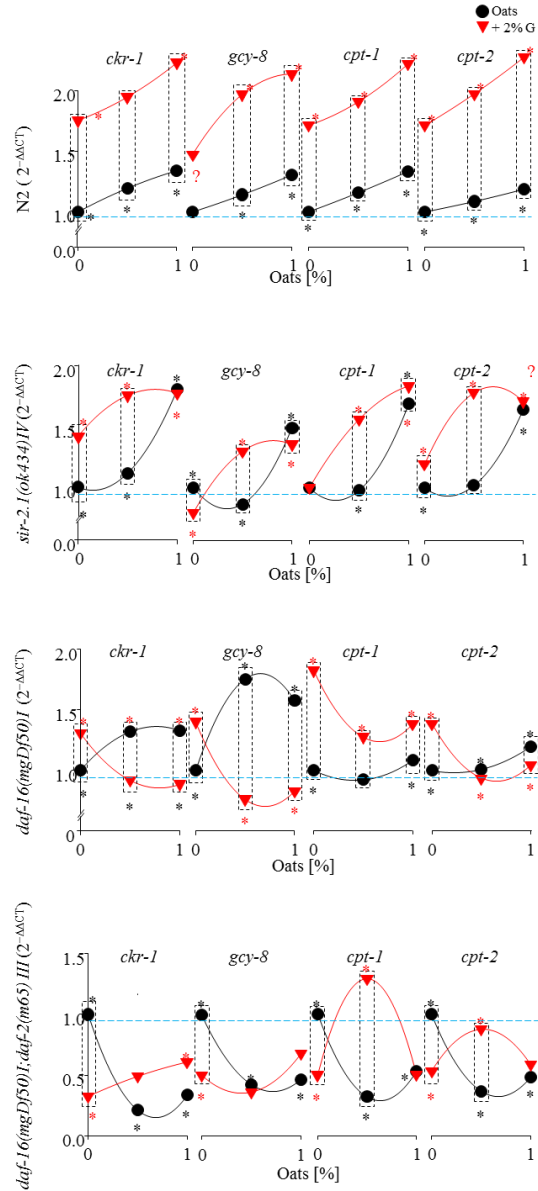 Oats
+ 2% G
ckr-1 gcy-8 cpt-1 cpt-2
N2 ( 2^−ΔΔCT)
2.0
1.5
1.0
0.0
* * * * ? * * * * * * * * * * * * * * * * * *
0 1 0 1 0 1 0 1
Oats [%]
ckr-1 gcy-8 cpt-1 cpt-2
sir-2.1(ok434)IV (2^−ΔΔCT)
2.0
1.5
1.0
0.0
?
0 1 0 1 0 1 0 1
Oats [%]
ckr-1 gcy-8 cpt-1 cpt-2
daf-16(mgDf50)I (2^−ΔΔCT)
2.0
1.5
1.0
0
0 1 0 1 0 1 0 1
Oats [%]
ckr-1 gcy-8 cpt-1 cpt-2
daf-16(mgDf50)I;daf-2(m65) III (2^−ΔΔCT)
1.5
1.0
0.5
0.0
0 1 0 1 0 1 0 1
Oats [%]